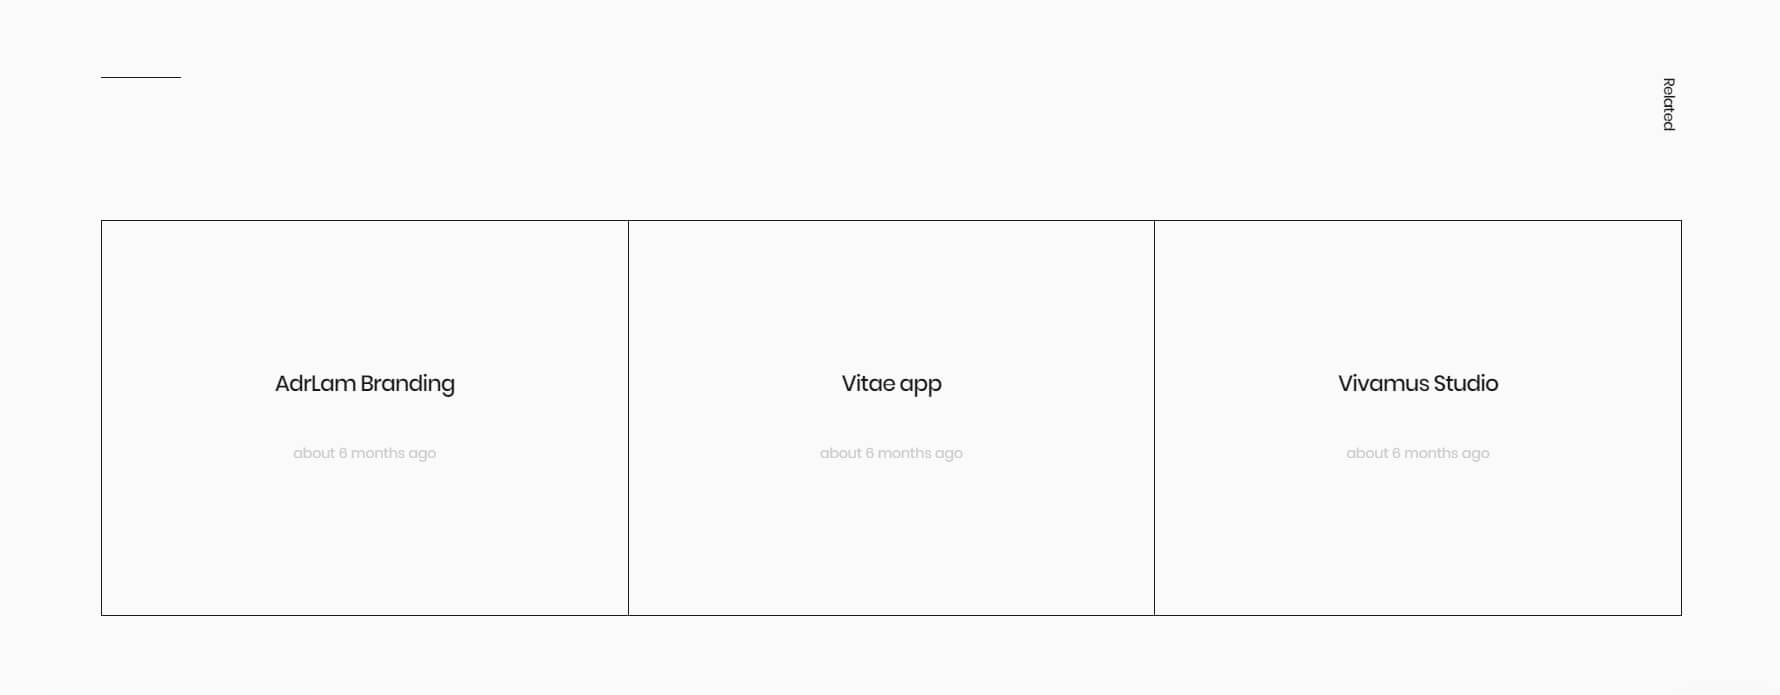 Related
AdrLam Branding
about 6 months ago
Vitae app
about 6 months ago
Vivamus Studio
about 6 months ago